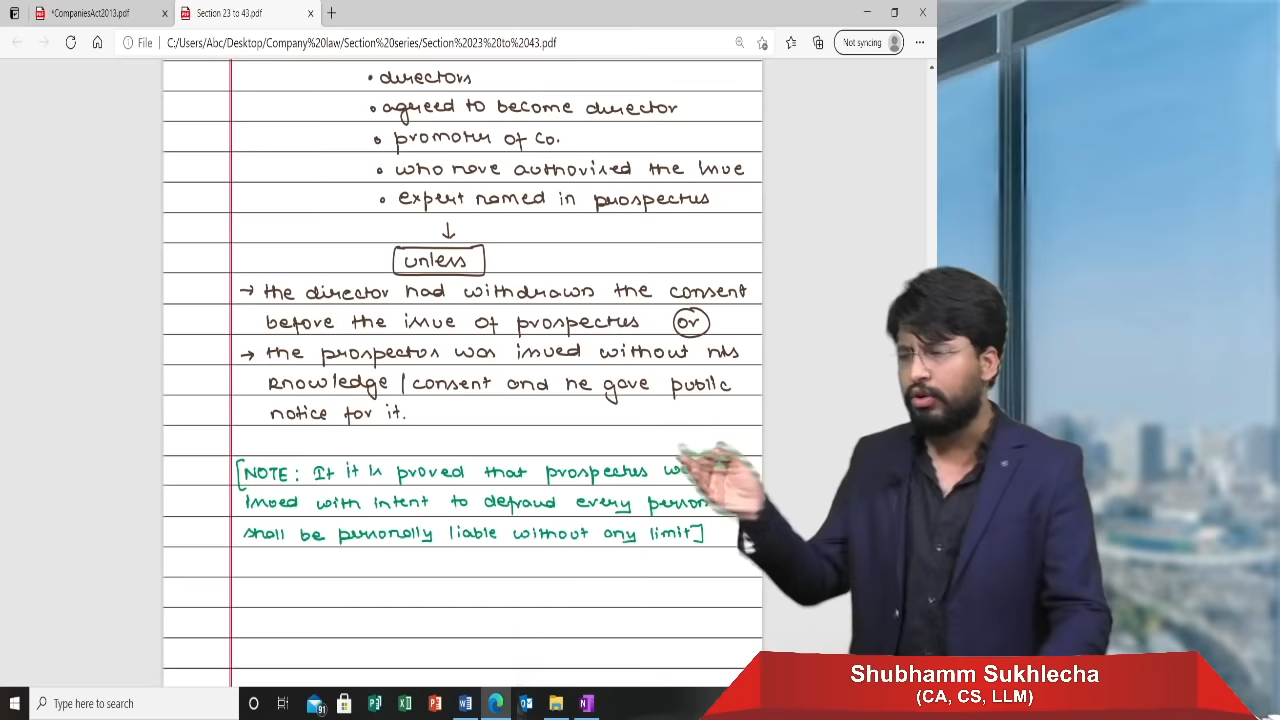 *CompaniesAct2013.pdf
Section 23 to 43.pdf
File
C:/Users/Abc/Desktop/Company%20law/Section%20series/Section%2023%20to%2043.pdf
Not syncing
• directors
• agreed to become director
• promoter of Co.
• who have authorised the issue
• expert named in prospectus
↓
unless
→ the director had withdrawn the consent
before the issue of prospectus or
→ the prospectus was issued without his
knowledge / consent and he gave public
notice for it.
[NOTE: If it is proved that prospectus
issued with intent to defraud every person
shall be personally liable without any limit]
Shubhamm Sukhlecha
(CA, CS, LLM)
Type here to search
91